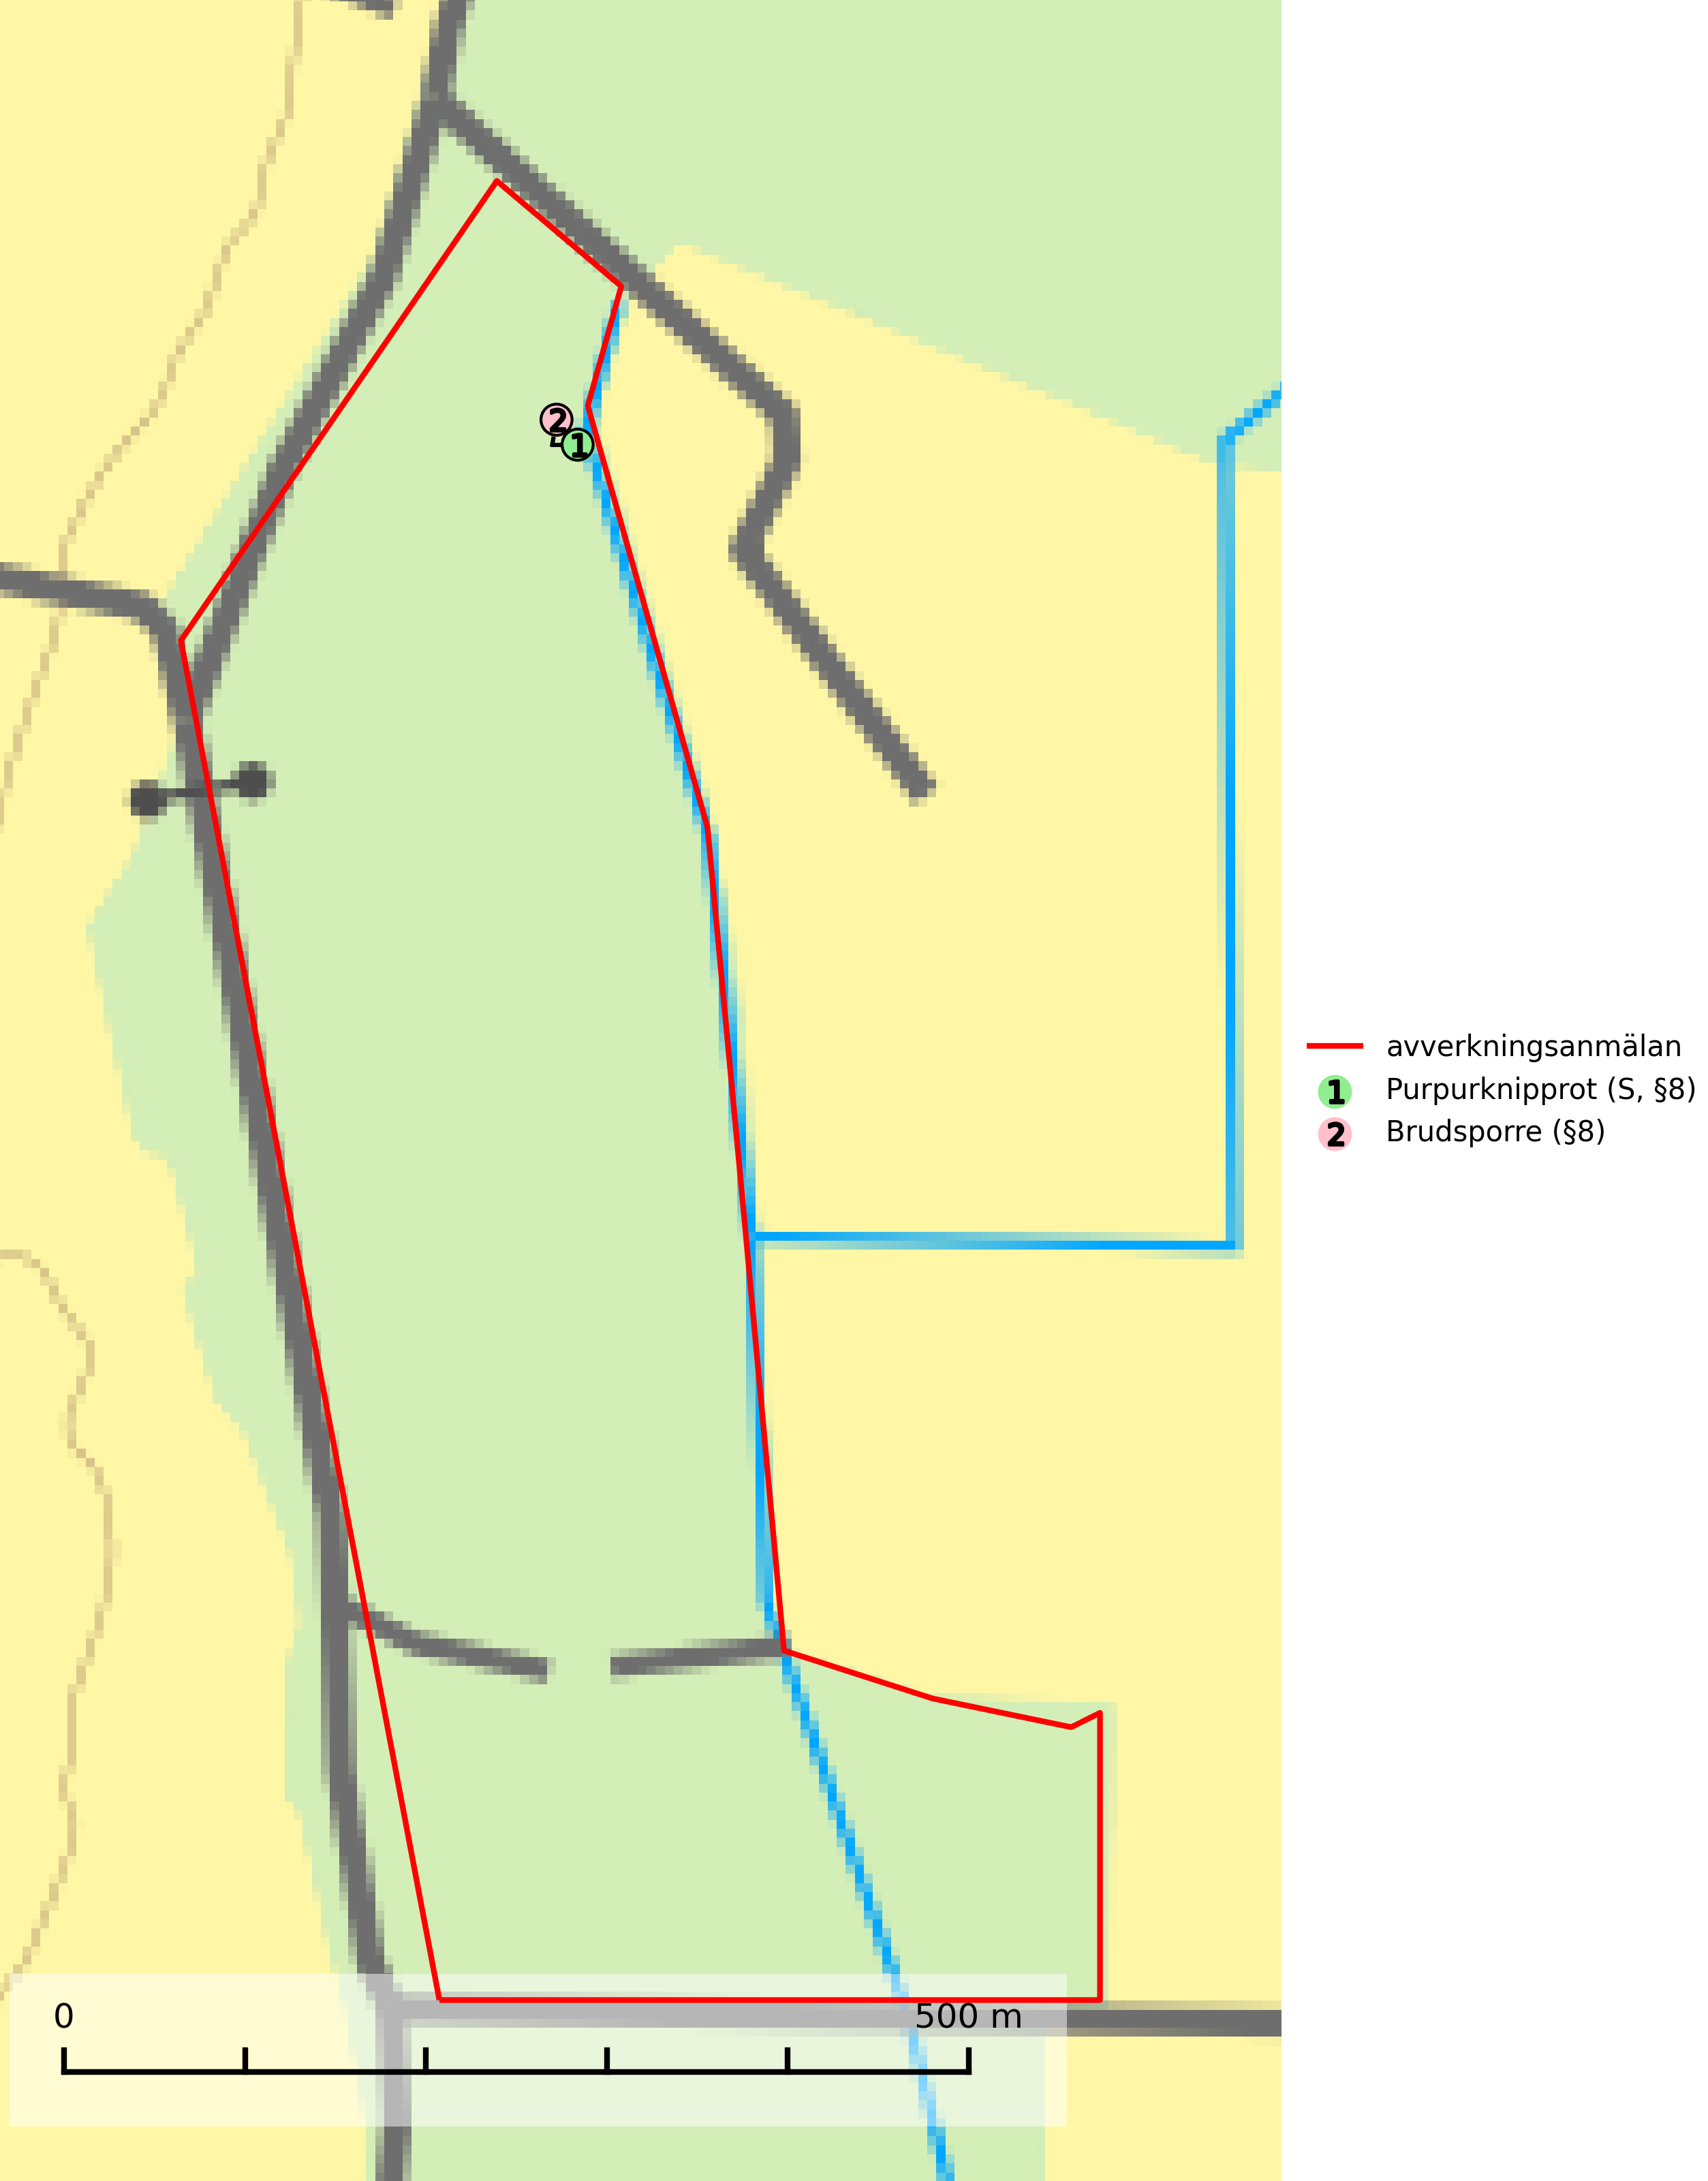 2
1
avverkningsanmälan
1 Purpurknipprot (S, §8)
2 Brudsporre (§8)
0 500 m